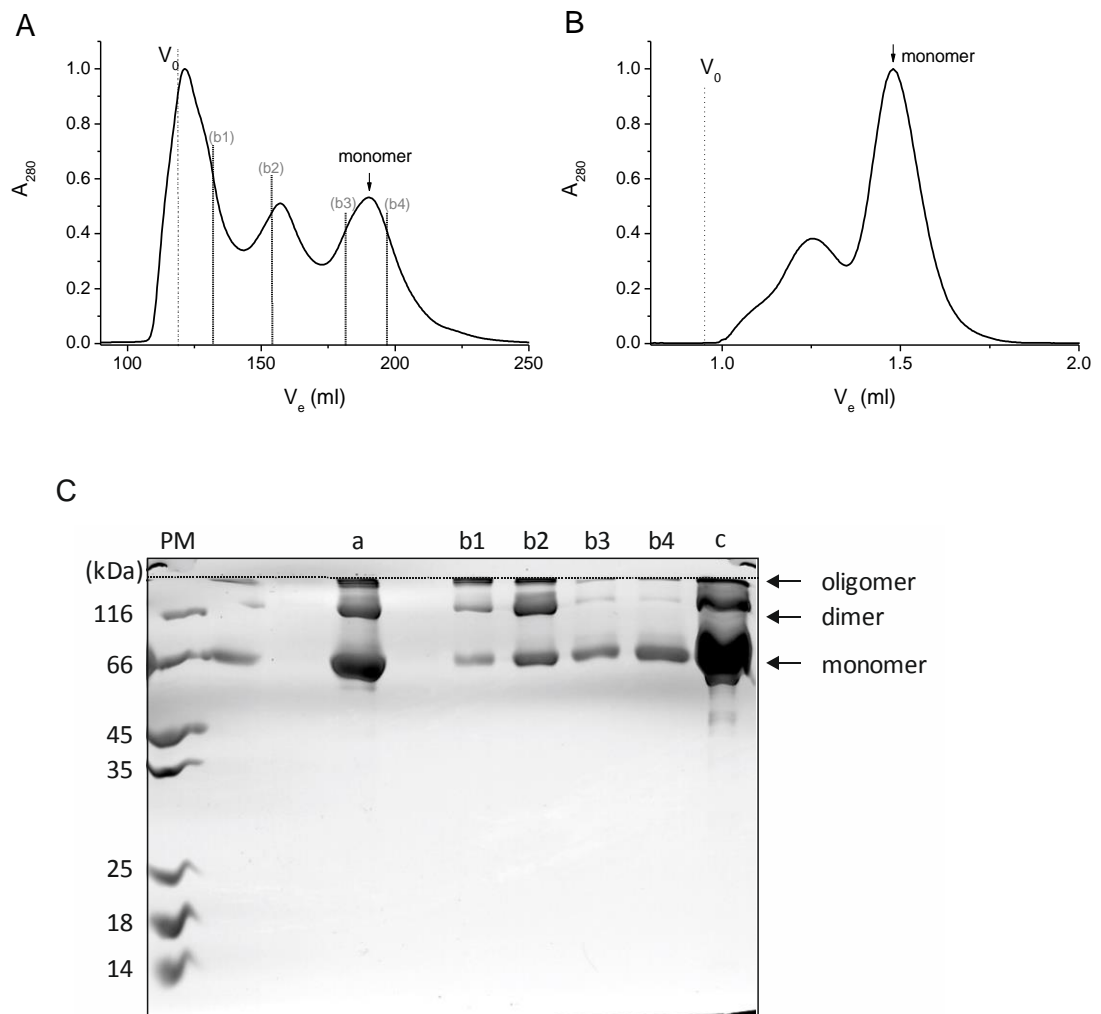 A
V0
(b1)
(b2)
monomer
(b3)
(b4)
1.0
0.8
0.6
0.4
0.2
0.0
A280
100
150
200
250
Ve (ml)
B
V0
monomer
1.0
0.8
0.6
0.4
0.2
0.0
A280
1.0
1.5
2.0
Ve (ml)
C
PM a b1 b2 b3 b4 c
(kDa)
oligomer
116
dimer
66
monomer
45
35
25
18
14